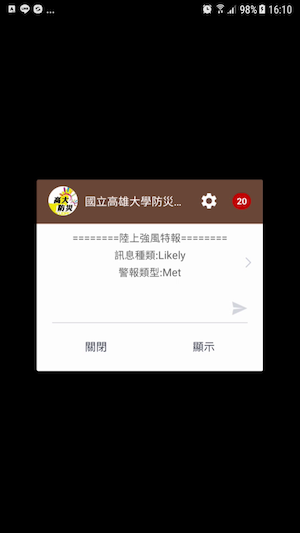 98% 16:10
高大
防災
國立高雄大學防災...
20
========陸上強風特報========
訊息種類:Likely
警報類型:Met
關閉
顯示